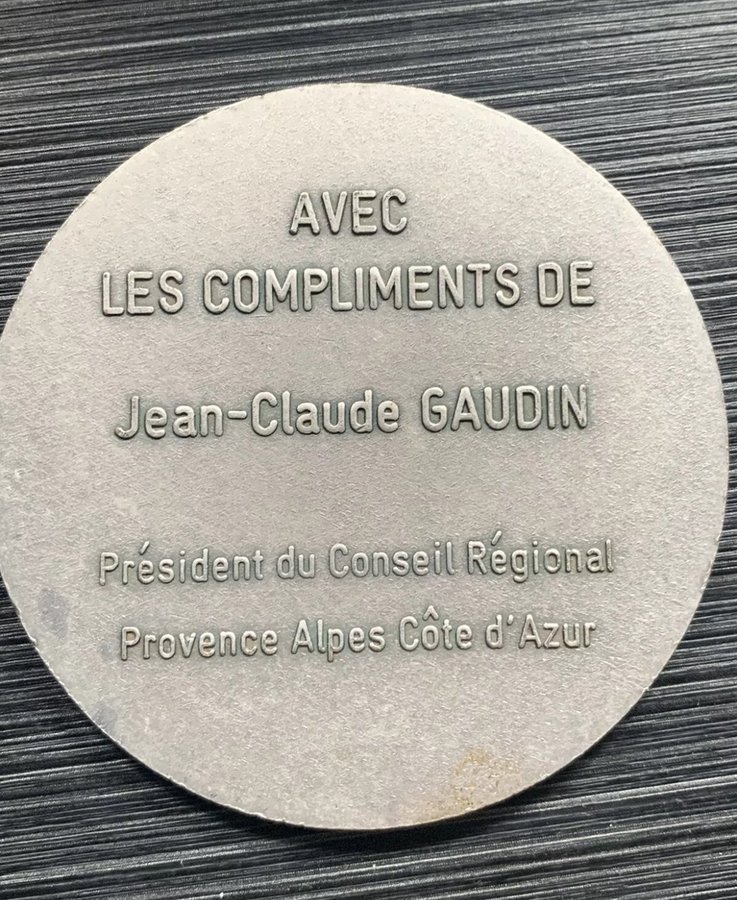 AVEC
LES COMPLIMENTS DE
Jean-Claude GAUDIN
Président du Conseil Régional
Provence Alpes Côte d'Azur